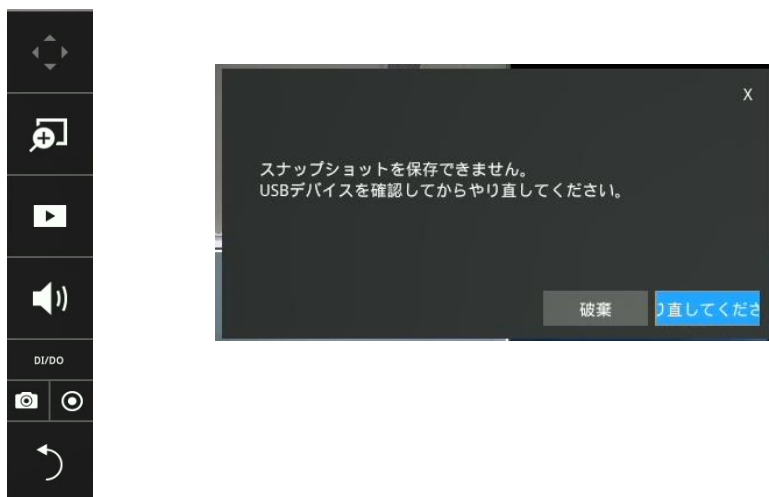 X
スナップショットを保存できません。
USBデバイスを確認してからやり直してください。
破棄
り直してくださ
DI/DO